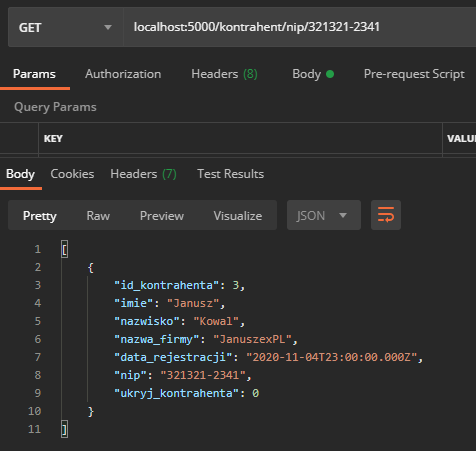 GET localhost:5000/kontrahent/nip/321321-2341
Params Authorization Headers (8) Body Pre-request Script
Query Params
KEY VALU
Body Cookies Headers (7) Test Results
Pretty Raw Preview Visualize JSON
1 [
2 {
3 "id_kontrahenta": 3,
4 "imie": "Janusz",
5 "nazwisko": "Kowal",
6 "nazwa_firmy": "JanuszexPL",
7 "data_rejestracji": "2020-11-04T23:00:00.000Z",
8 "nip": "321321-2341",
9 "ukryj_kontrahenta": 0
10 }
11 ]